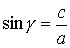 sin γ = c/a